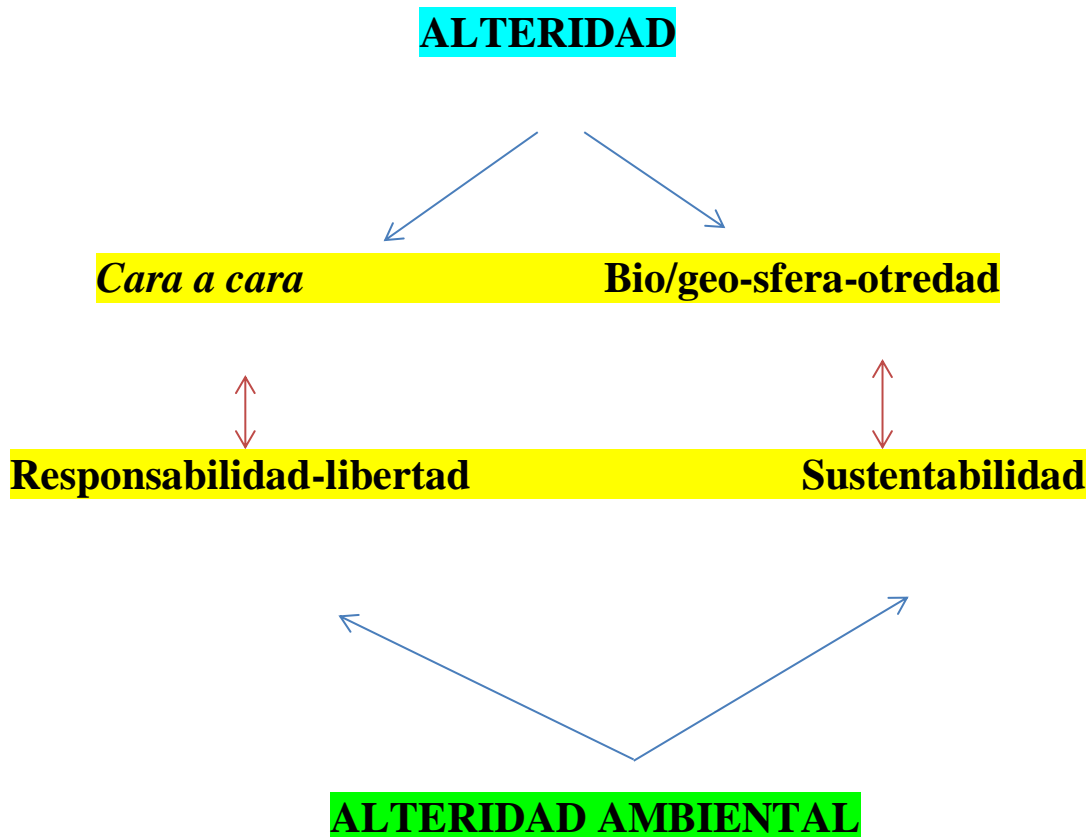 ALTERIDAD
Cara a cara Bio/geo-sfera-otredad
Responsabilidad-libertad Sustentabilidad
ALTERIDAD AMBIENTAL